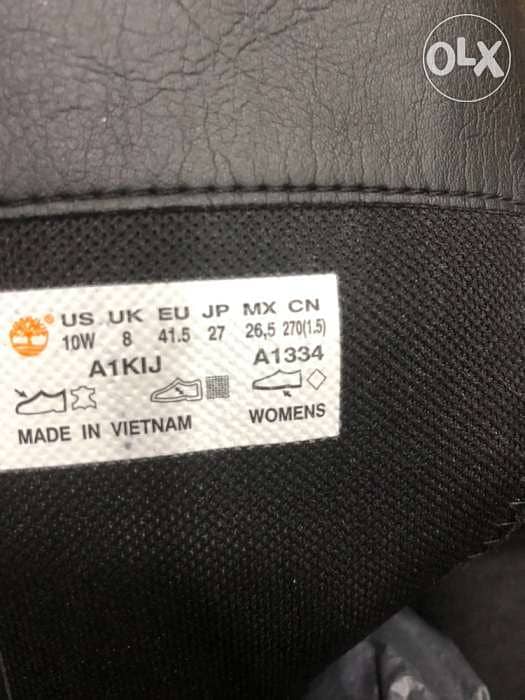 OLX
US UK EU JP MX CN
10W 8 41.5 27 26,5 270(1.5)
A1KIJ A1334
MADE IN VIETNAM WOMENS